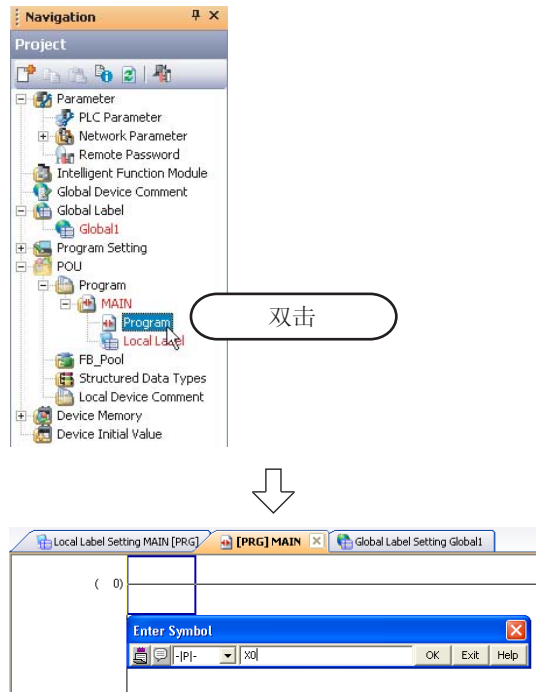 Navigation
Project
Parameter
PLC Parameter
Network Parameter
Remote Password
Intelligent Function Module
Global Device Comment
Global Label
Global1
Program Setting
POU
Program
MAIN
Program
双击
Local Label
FB_Pool
Structured Data Types
Local Device Comment
Device Memory
Device Initial Value
Local Label Setting MAIN [PRG] [PRG] MAIN Global Label Setting Global1
( 0)
Enter Symbol
-|P|- X0 OK Exit Help